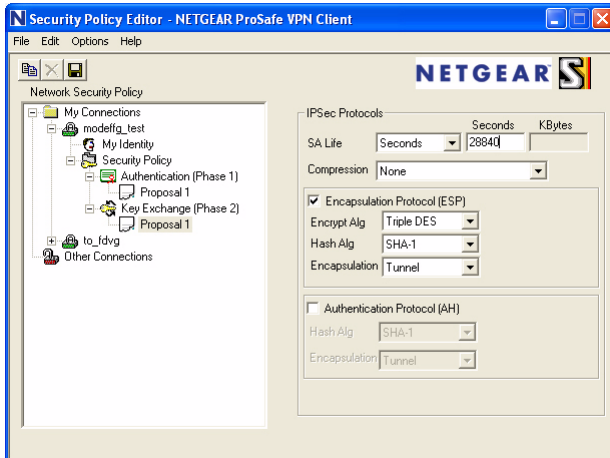 N Security Policy Editor - NETGEAR ProSafe VPN Client
File Edit Options Help
NETGEAR
Network Security Policy
My Connections
modeffg_test
My Identity
Security Policy
Authentication (Phase 1)
Proposal 1
Key Exchange (Phase 2)
Proposal 1
to_fdvg
Other Connections
IPSec Protocols
Seconds KBytes
SA Life Seconds 28840
Compression None
Encapsulation Protocol (ESP)
Encrypt Alg Triple DES
Hash Alg SHA-1
Encapsulation Tunnel
Authentication Protocol (AH)
Hash Alg SHA-1
Encapsulation Tunnel